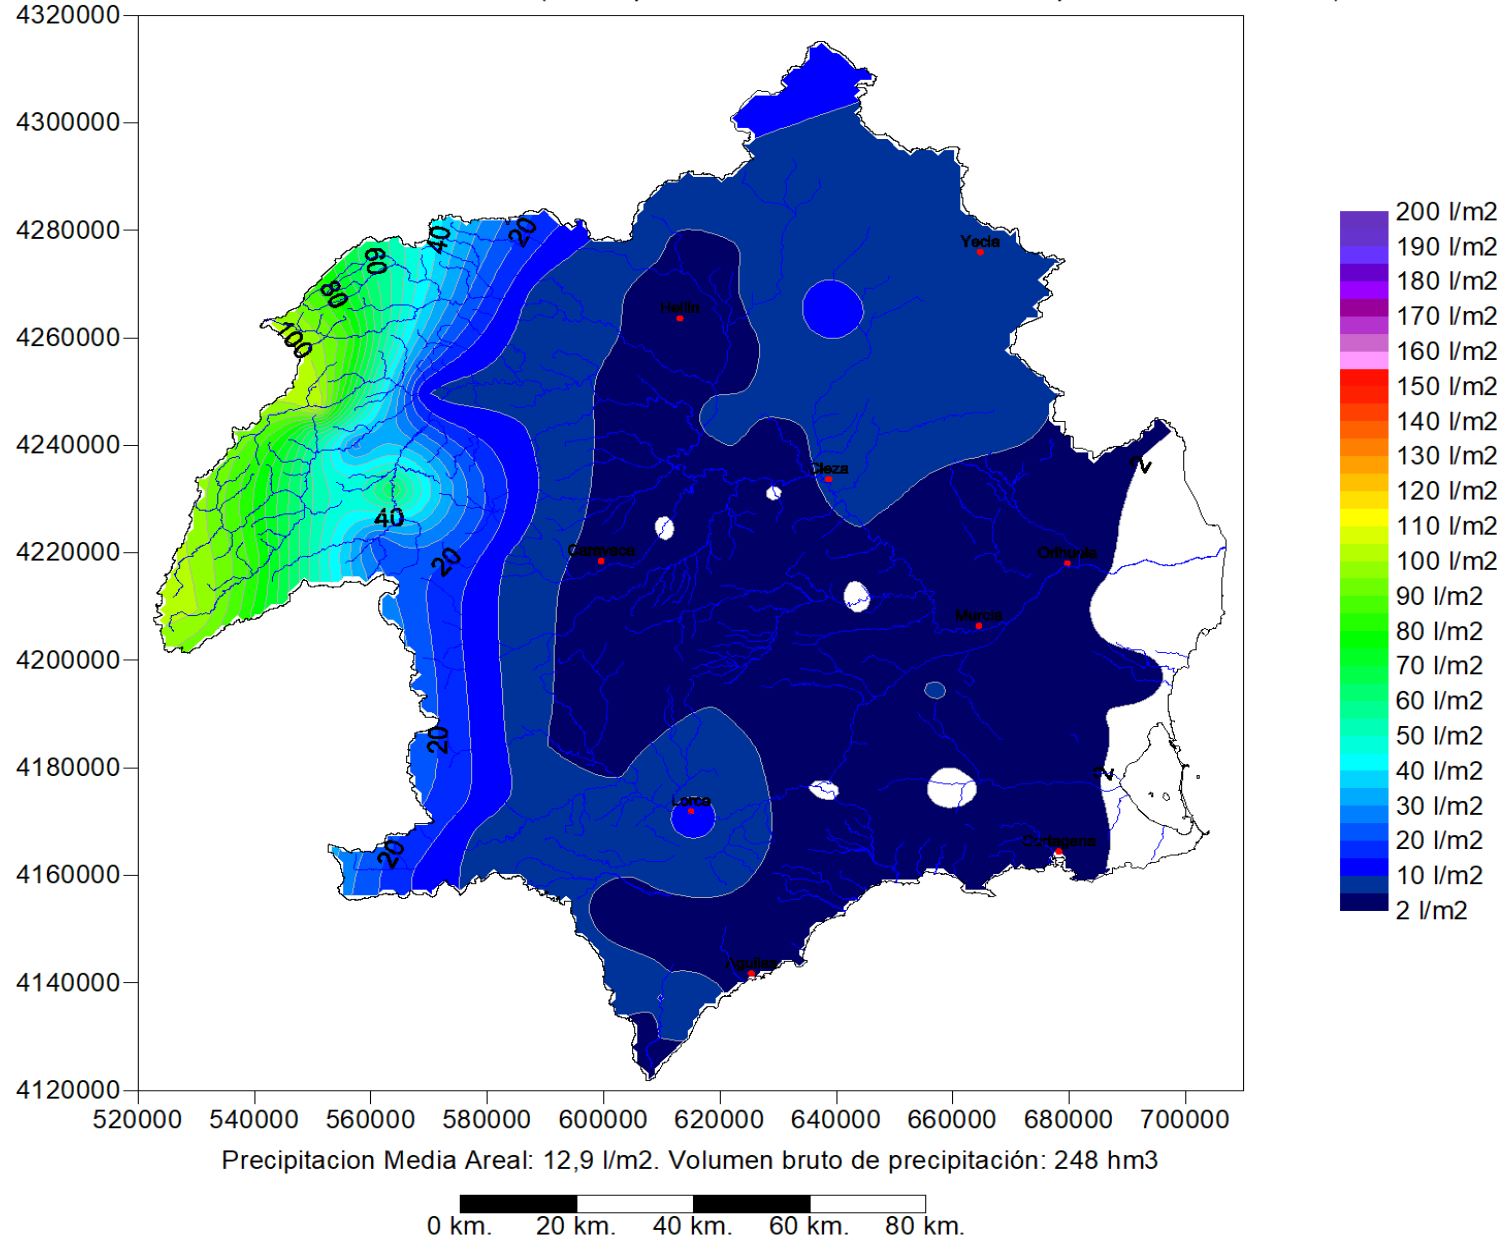 4320000
4300000
4280000
4260000
4240000
4220000
4200000
4180000
4160000
4140000
4120000
520000 540000 560000 580000 600000 620000 640000 660000 680000 700000
20
40
60
80
100
40
20
20
20
2
2
Yecla
Hellin
Cieza
Caravaca
Orihuela
Murcia
Lorca
Cartagena
Aguilas
200 l/m2
190 l/m2
180 l/m2
170 l/m2
160 l/m2
150 l/m2
140 l/m2
130 l/m2
120 l/m2
110 l/m2
100 l/m2
90 l/m2
80 l/m2
70 l/m2
60 l/m2
50 l/m2
40 l/m2
30 l/m2
20 l/m2
10 l/m2
2 l/m2
Precipitacion Media Areal: 12,9 l/m2. Volumen bruto de precipitación: 248 hm3
0 km. 20 km. 40 km. 60 km. 80 km.